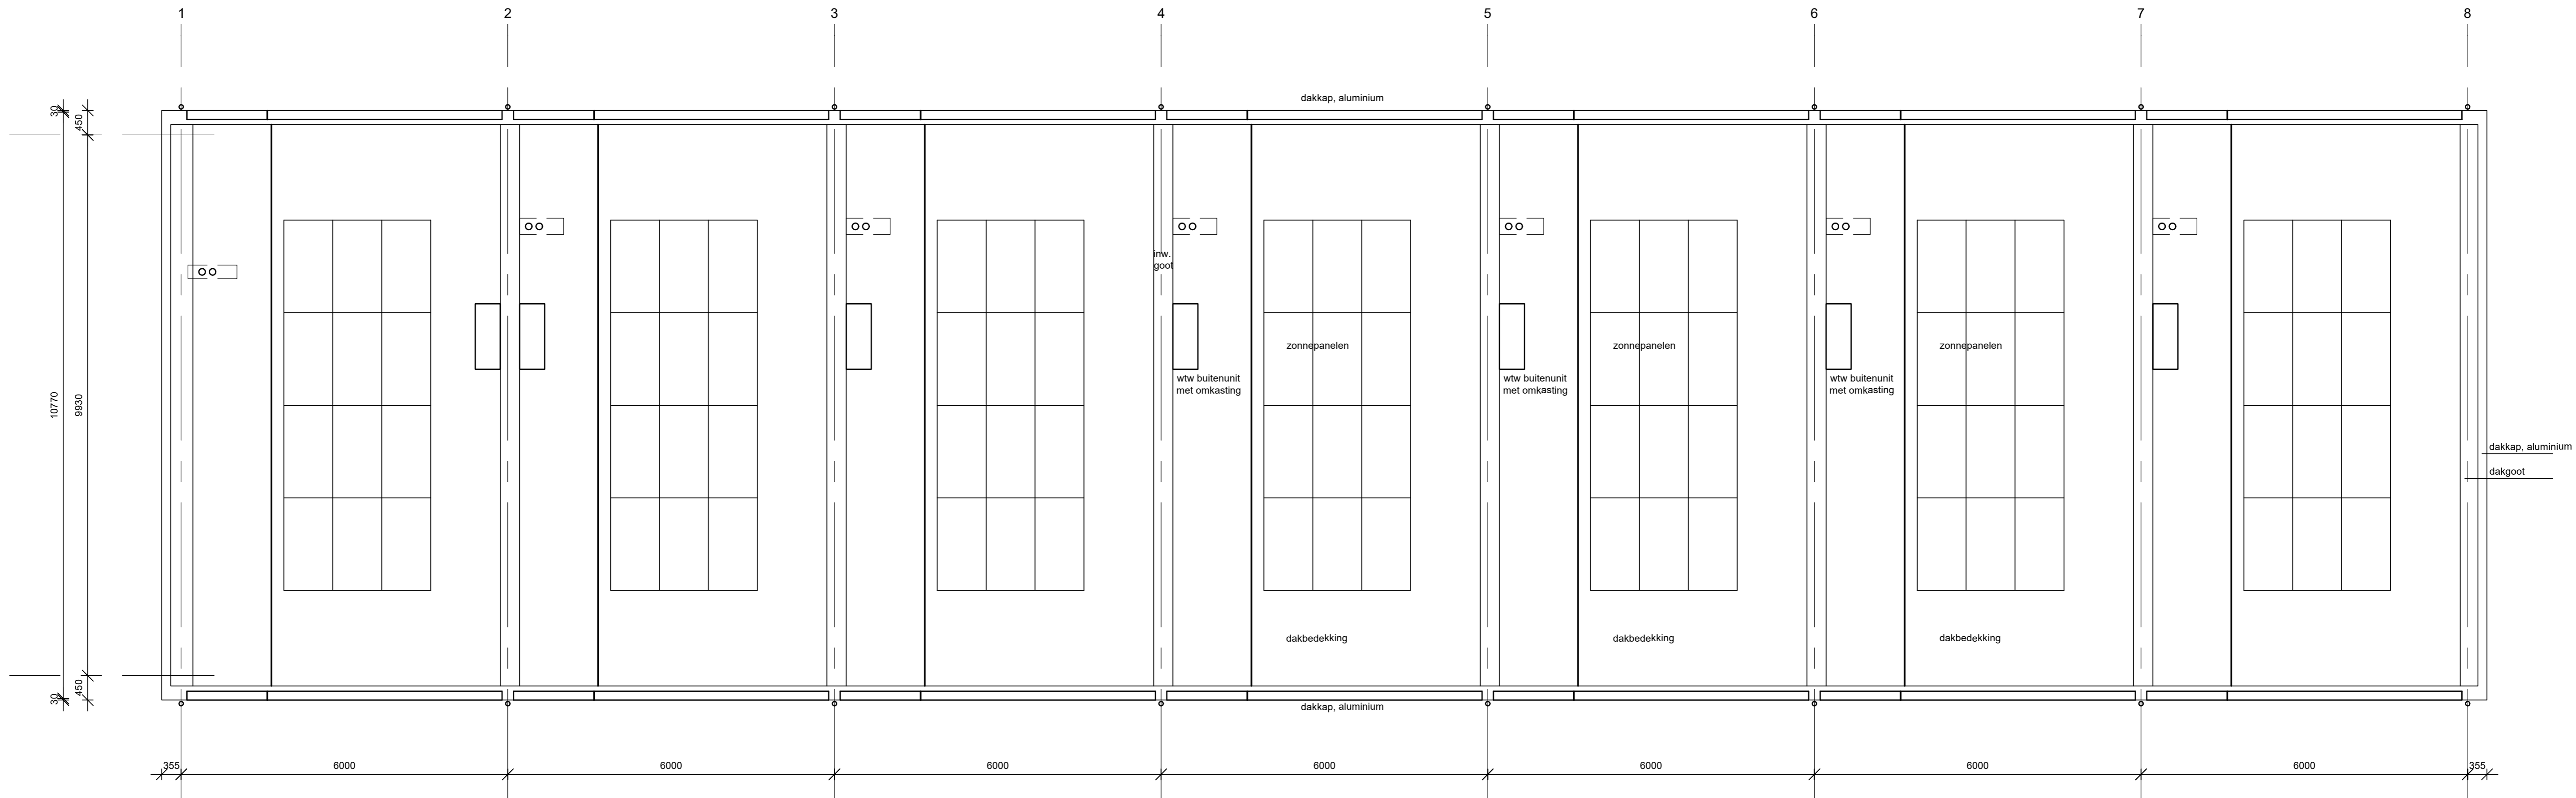 1
2
3
4
5
6
7
8
dakkap, aluminium
30
450
inw.
goot
zonnepanelen
zonnepanelen
zonnepanelen
wtw buitenunit
met omkasting
wtw buitenunit
met omkasting
wtw buitenunit
met omkasting
10770
9930
dakkap, aluminium
dakgoot
dakbedekking
dakbedekking
dakbedekking
30
450
dakkap, aluminium
355
6000
6000
6000
6000
6000
6000
6000
355